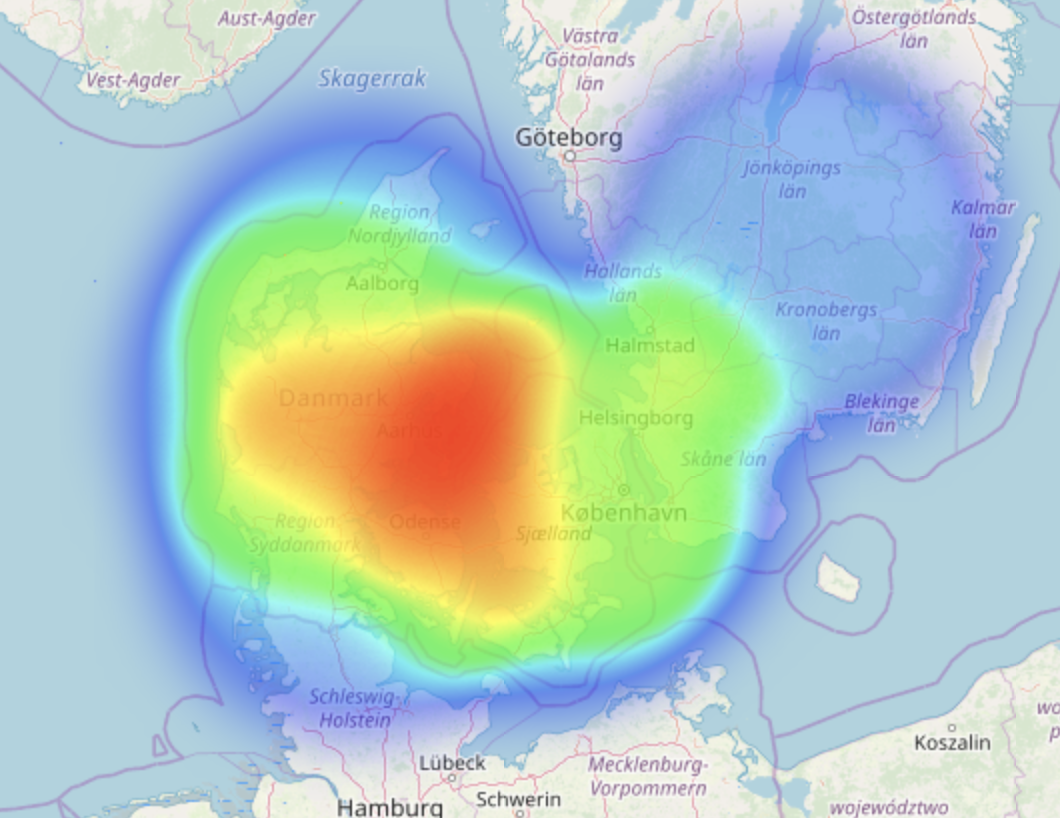 Aust-Agder
Östergötlands
län
Västra
Götalands
län
Vest-Agder
Skagerrak
Göteborg
Jönköpings
län
Kalmar
län
Region
Nordjylland
Hallands
län
Aalborg
Kronobergs
län
Halmstad
Danmark
Blekinge
län
Helsingborg
Aarhus
Skåne län
København
Odense
Region
Syddanmark
Sjælland
Schleswig-
Holstein
Koszalin
Lübeck
Mecklenburg-
Vorpommern
Schwerin
Hamburg
województwo